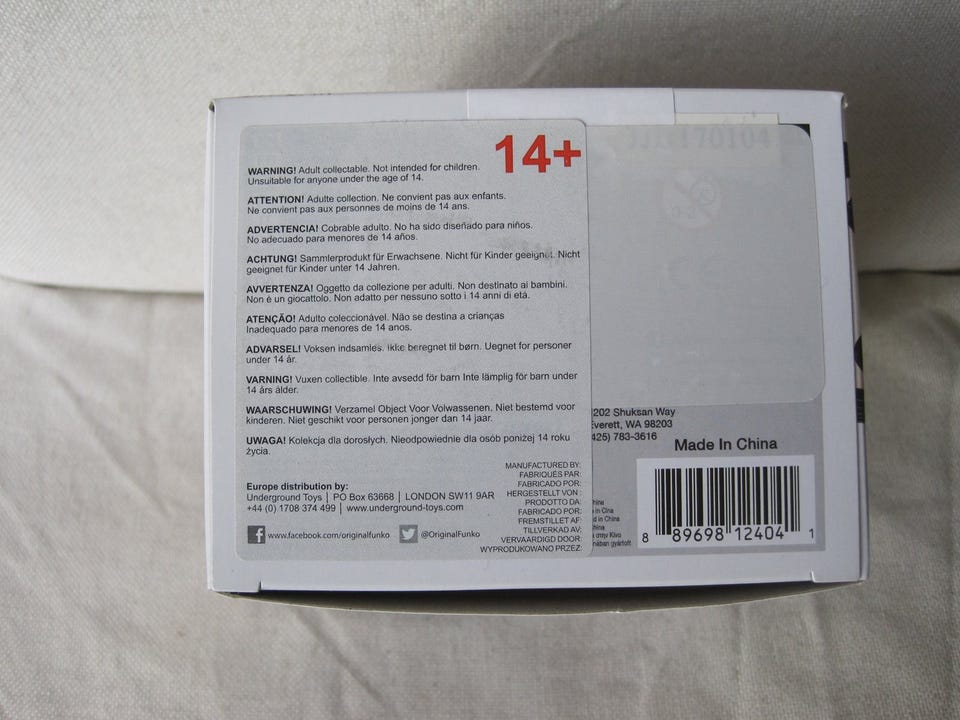 14+
WARNING! Adult collectable. Not intended for children.
Unsuitable for anyone under the age of 14.
ATTENTION! Adulte collection. Ne convient pas aux enfants.
Ne convient pas aux personnes de moins de 14 ans.
ADVERTENCIA! Cobrable adulto. No ha sido diseñado para niños.
No adecuado para menores de 14 años.
ACHTUNG! Sammlerprodukt für Erwachsene. Nicht für Kinder geeignet. Nicht
geeignet für Kinder unter 14 Jahren.
AVVERTENZA! Oggetto da collezione per adulti. Non destinato ai bambini.
Non è un giocattolo. Non adatto per nessuno sotto i 14 anni di etá.
ATENÇÃO! Adulto coleccionável. Não se destina a crianças
Inadequado para menores de 14 anos.
ADVARSEL! Voksen indsamles. Ikke beregnet til børn. Uegnet for personer
under 14 år.
VARNING! Vuxen collectible. Inte avsedd för barn Inte lämplig för barn under
14 års ålder.
WAARSCHUWING! Verzamel Object Voor Volwassenen. Niet bestemd voor
kinderen. Niet geschikt voor personen jonger dan 14 jaar.
UWAGA! Kolekcja dla dorosłych. Nieodpowiednie dla osób poniżej 14 roku
życia.
Europe distribution by:
Underground Toys | PO Box 63668 | LONDON SW11 9AR
+44 (0) 1708 374 499 | www.underground-toys.com
www.facebook.com/originalFunko @OriginalFunko
MANUFACTURED BY:
FABRIQUÉS PAR:
FABRICADO POR:
HERGESTELLT VON :
PRODOTTO DA:
FABRICADO POR:
FREMSTILLET AF:
TILLVERKAD AV:
VERVAARDIGD DOOR:
WYPRODUKOWANO PRZEZ:
170104
202 Shuksan Way
Everett, WA 98203
425) 783-3616
Made In China
8 89698 12404 1